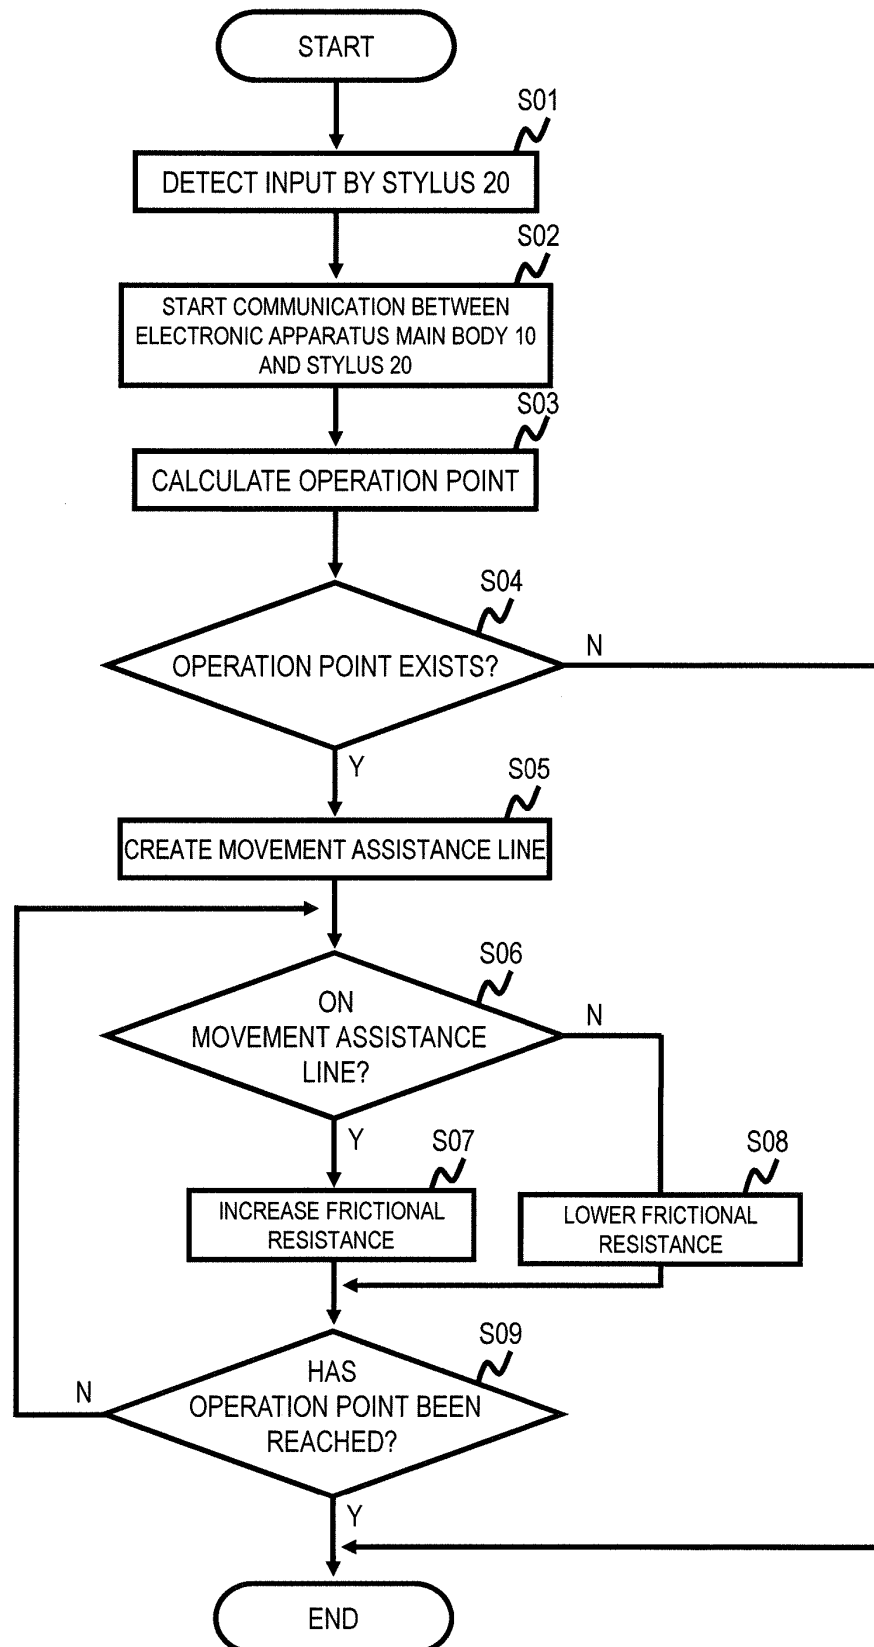 START
S01
DETECT INPUT BY STYLUS 20
S02
START COMMUNICATION BETWEEN
ELECTRONIC APPARATUS MAIN BODY 10
AND STYLUS 20
S03
CALCULATE OPERATION POINT
S04
OPERATION POINT EXISTS?
N
Y
S05
CREATE MOVEMENT ASSISTANCE LINE
S06
ON
MOVEMENT ASSISTANCE
LINE?
N
Y
S07
INCREASE FRICTIONAL
RESISTANCE
S08
LOWER FRICTIONAL
RESISTANCE
S09
HAS
OPERATION POINT BEEN
REACHED?
N
Y
END